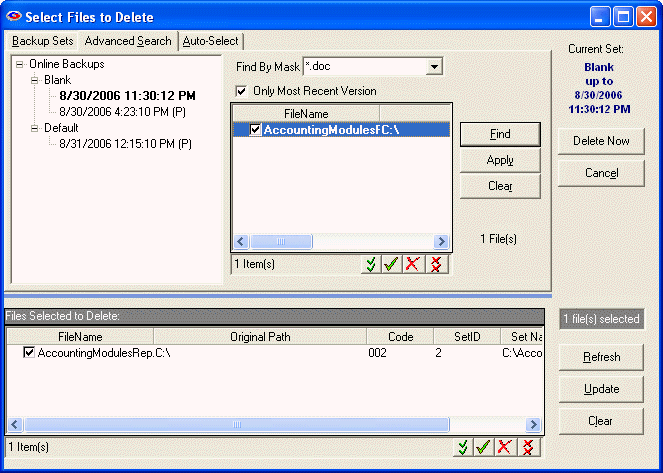 Select Files to Delete
Backup Sets
Advanced Search
Auto-Select
Online Backups
Blank
8/30/2006 11:30:12 PM
8/30/2006 4:23:10 PM (P)
Default
8/31/2006 12:15:10 PM (P)
Find By Mask
*.doc
Only Most Recent Version
FileName
AccountingModulesF C:\
1 Item(s)
Find
Apply
Clear
1 File(s)
Current Set:
Blank
up to
8/30/2006
11:30:12 PM
Delete Now
Cancel
Files Selected to Delete:
FileName Original Path Code SetID Set Na
AccountingModulesRep. C:\ 002 2 C:\Acco
1 Item(s)
1 file(s) selected
Refresh
Update
Clear